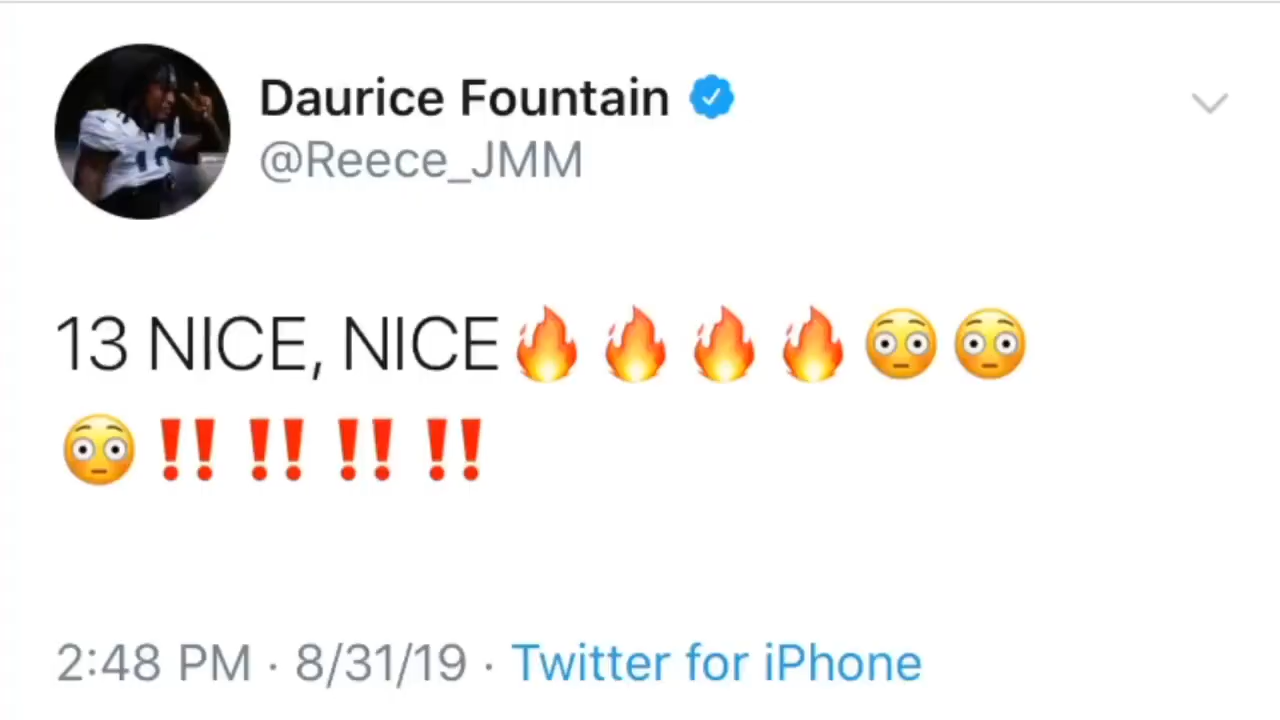 Daurice Fountain
@Reece_JMM
13 NICE, NICE🔥🔥🔥🔥😳😳
😳‼️‼️‼️‼️
2:48 PM · 8/31/19 · Twitter for iPhone